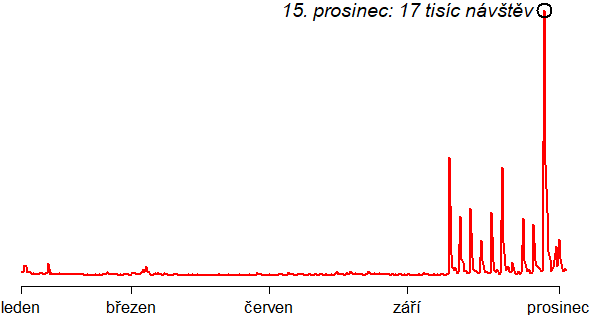 15. prosinec: 17 tisíc návštěv
leden březen červen září prosinec